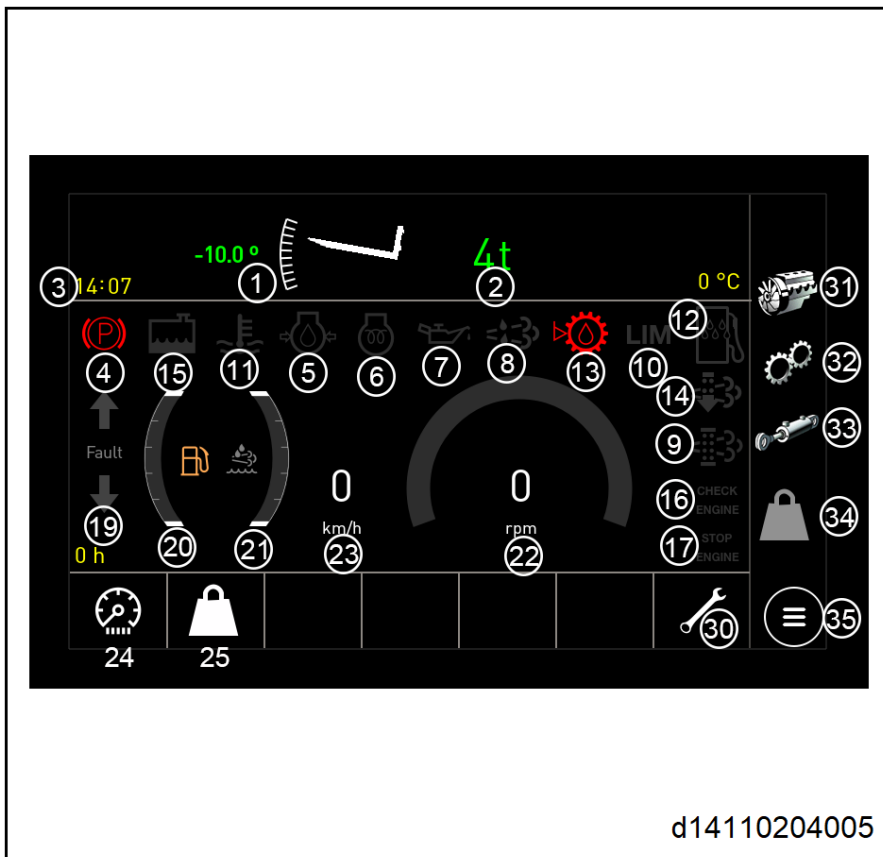 -10.0 º
4t
3 14:07
1
2
0 °C
31
12
P
LIM
4
15
11
5
6
7
8
13
10
14
32
Fault
9
33
0
0
CHECK
ENGINE
16
34
19
km/h
rpm
STOP
ENGINE
17
0 h
20
21
23
22
24
25
30
35
d14110204005